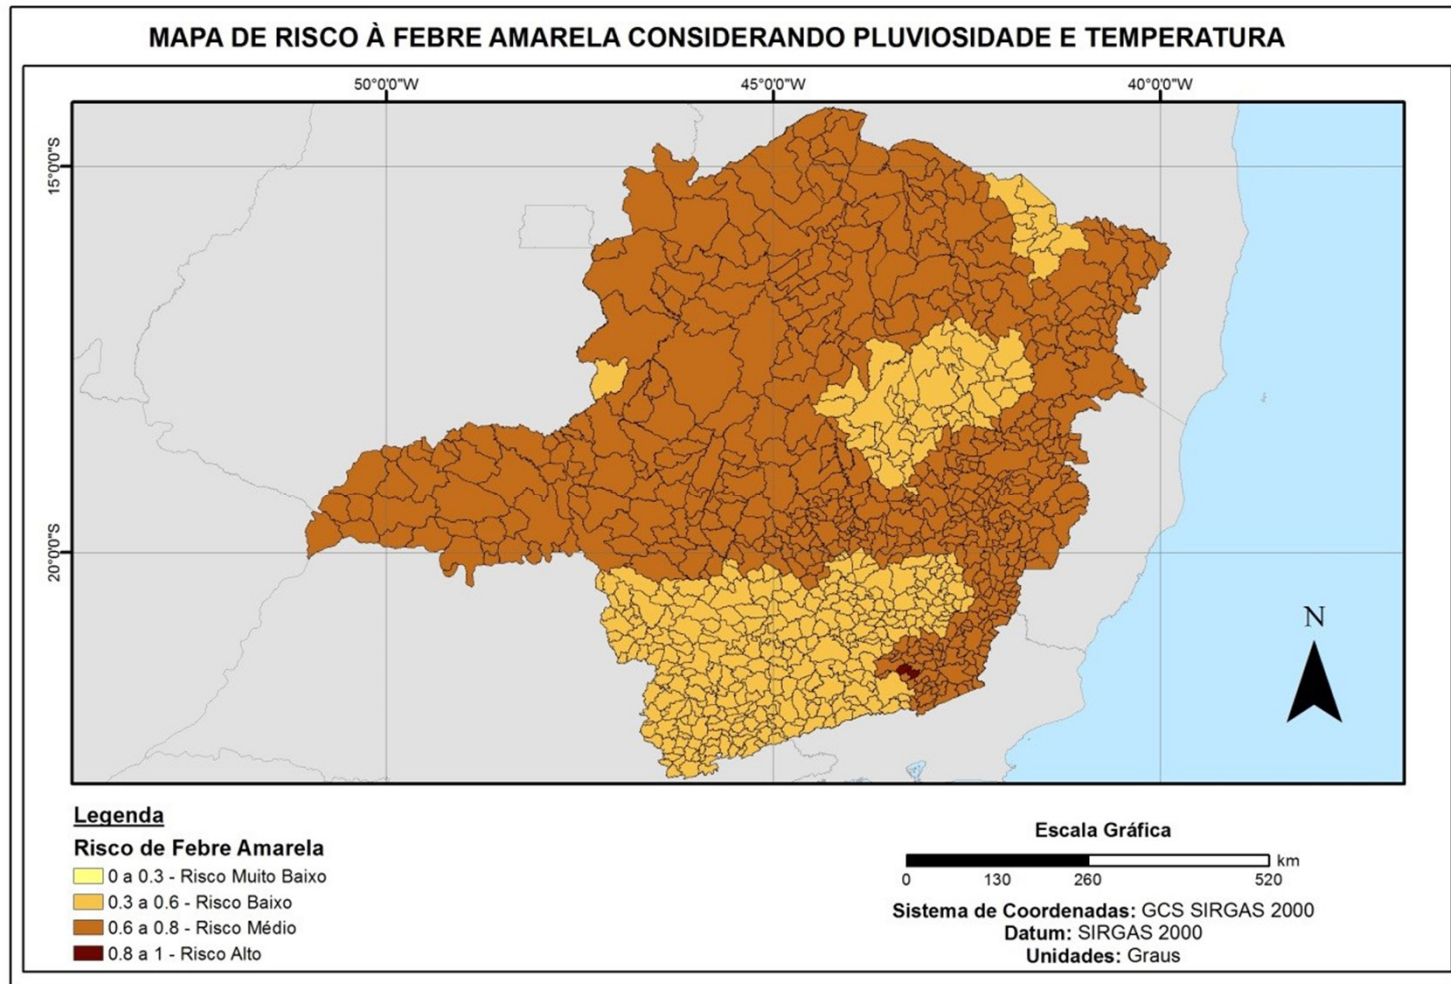 MAPA DE RISCO À FEBRE AMARELA CONSIDERANDO PLUVIOSIDADE E TEMPERATURA
50°0'0"W 45°0'0"W 40°0'0"W
15°0'0"S
20°0'0"S
N
Legenda
Risco de Febre Amarela
0 a 0.3 - Risco Muito Baixo
0.3 a 0.6 - Risco Baixo
0.6 a 0.8 - Risco Médio
0.8 a 1 - Risco Alto
Escala Gráfica
km
0 130 260 520
Sistema de Coordenadas: GCS SIRGAS 2000
Datum: SIRGAS 2000
Unidades: Graus